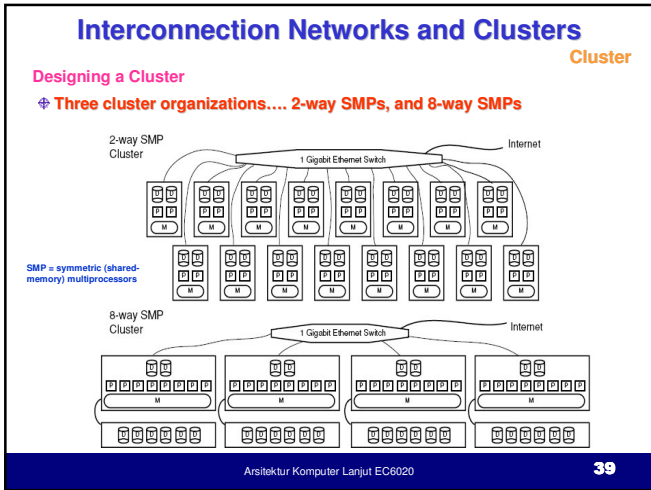 Interconnection Networks and Clusters
Cluster
Designing a Cluster
Three cluster organizations…. 2-way SMPs, and 8-way SMPs
2-way SMP
Cluster
1 Gigabit Ethernet Switch
Internet
D D D D D D D D D D D D D D D D
P P P P P P P P P P P P P P P P
M M M M M M M M
D D D D D D D D D D D D D D D D
P P P P P P P P P P P P P P P P
M M M M M M M M
SMP = symmetric (shared-
memory) multiprocessors
8-way SMP
Cluster
1 Gigabit Ethernet Switch
Internet
D D D D D D D D
P P P P P P P P P P P P P P P P P P P P P P P P P P P P P P P P
M M M M
D D D D D D D D D D D D D D D D D D D D D D D D
Arsitektur Komputer Lanjut EC6020
39